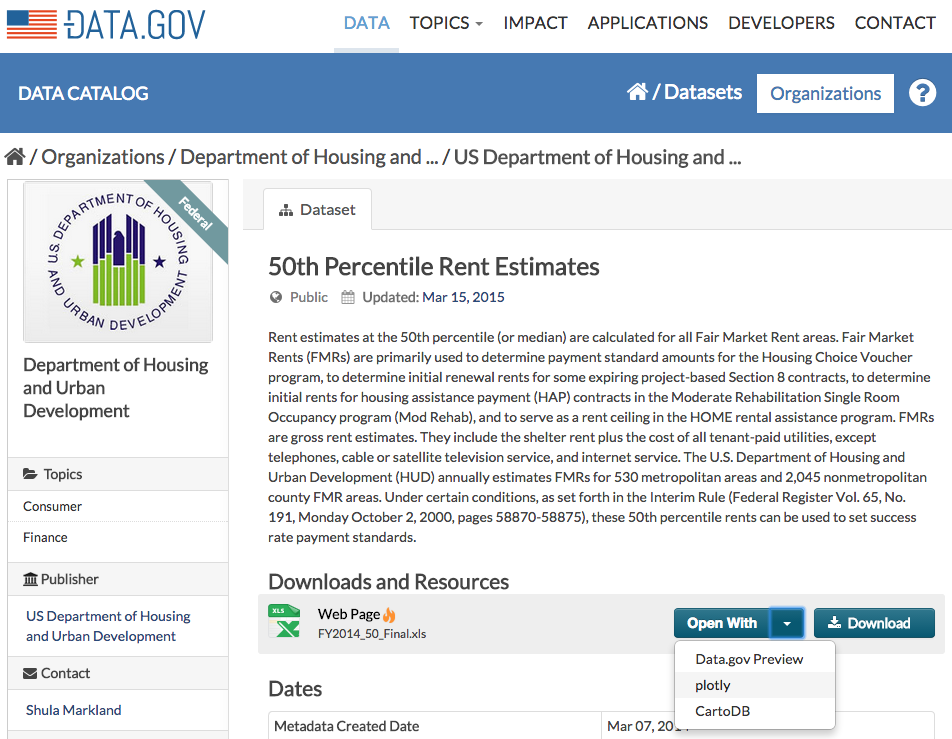 DATA.GOV
DATA TOPICS IMPACT APPLICATIONS DEVELOPERS CONTACT
DATA CATALOG
/ Datasets Organizations ?
/ Organizations / Department of Housing and ... / US Department of Housing and ...
U.S. DEPARTMENT OF HOUSING AND URBAN DEVELOPMENT
Federal
Department of Housing
and Urban
Development
Topics
Consumer
Finance
Publisher
US Department of Housing
and Urban Development
Contact
Shula Markland
Dataset
50th Percentile Rent Estimates
Public Updated: Mar 15, 2015
Rent estimates at the 50th percentile (or median) are calculated for all Fair Market Rent areas. Fair Market
Rents (FMRs) are primarily used to determine payment standard amounts for the Housing Choice Voucher
program, to determine initial renewal rents for some expiring project-based Section 8 contracts, to determine
initial rents for housing assistance payment (HAP) contracts in the Moderate Rehabilitation Single Room
Occupancy program (Mod Rehab), and to serve as a rent ceiling in the HOME rental assistance program. FMRs
are gross rent estimates. They include the shelter rent plus the cost of all tenant-paid utilities, except
telephones, cable or satellite television service, and internet service. The U.S. Department of Housing and
Urban Development (HUD) annually estimates FMRs for 530 metropolitan areas and 2,045 nonmetropolitan
county FMR areas. Under certain conditions, as set forth in the Interim Rule (Federal Register Vol. 65, No.
191, Monday October 2, 2000, pages 58870-58875), these 50th percentile rents can be used to set success
rate payment standards.
Downloads and Resources
XLS
Web Page
FY2014_50_Final.xls
Open With
Download
Data.gov Preview
plotly
CartoDB
Dates
Metadata Created Date Mar 07,